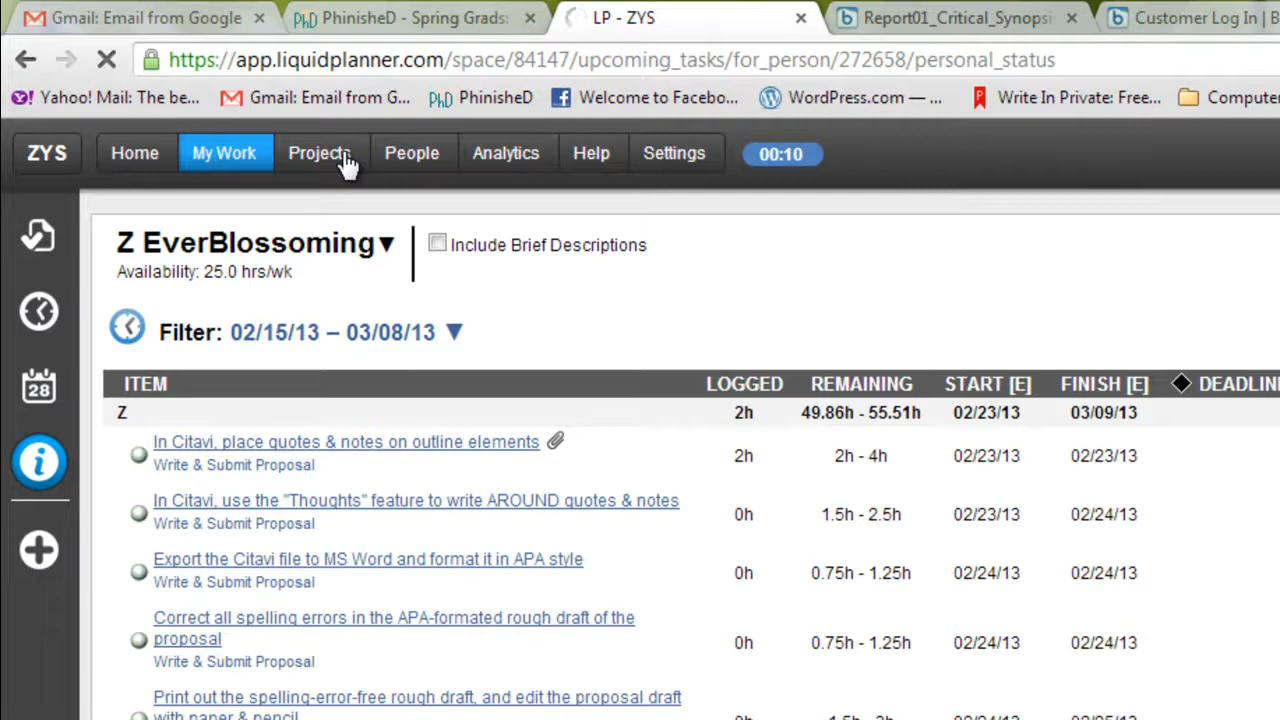 Gmail: Email from Google
PhinisheD - Spring Grads:
LP - ZYS
Report01_Critical_Synopsi
Customer Log In | B
https://app.liquidplanner.com/space/84147/upcoming_tasks/for_person/272658/personal_status
Yahoo! Mail: The be...
Gmail: Email from G...
PhD PhinisheD
Welcome to Facebo...
WordPress.com — ...
Write In Private: Free...
Computer
ZYS Home My Work Projects People Analytics Help Settings 00:10
Z EverBlossoming
Include Brief Descriptions
Availability: 25.0 hrs/wk
28
Filter: 02/15/13 – 03/08/13
ITEM LOGGED REMAINING START [E] FINISH [E] DEADLIN
Z 2h 49.86h - 55.51h 02/23/13 03/09/13
In Citavi, place quotes & notes on outline elements
Write & Submit Proposal
2h 2h - 4h 02/23/13 02/23/13
In Citavi, use the "Thoughts" feature to write AROUND quotes & notes
Write & Submit Proposal
0h 1.5h - 2.5h 02/23/13 02/24/13
Export the Citavi file to MS Word and format it in APA style
Write & Submit Proposal
0h 0.75h - 1.25h 02/24/13 02/24/13
Correct all spelling errors in the APA-formated rough draft of the
proposal
Write & Submit Proposal
0h 0.75h - 1.25h 02/24/13 02/24/13
Print out the spelling-error-free rough draft, and edit the proposal draft
with paper & pencil